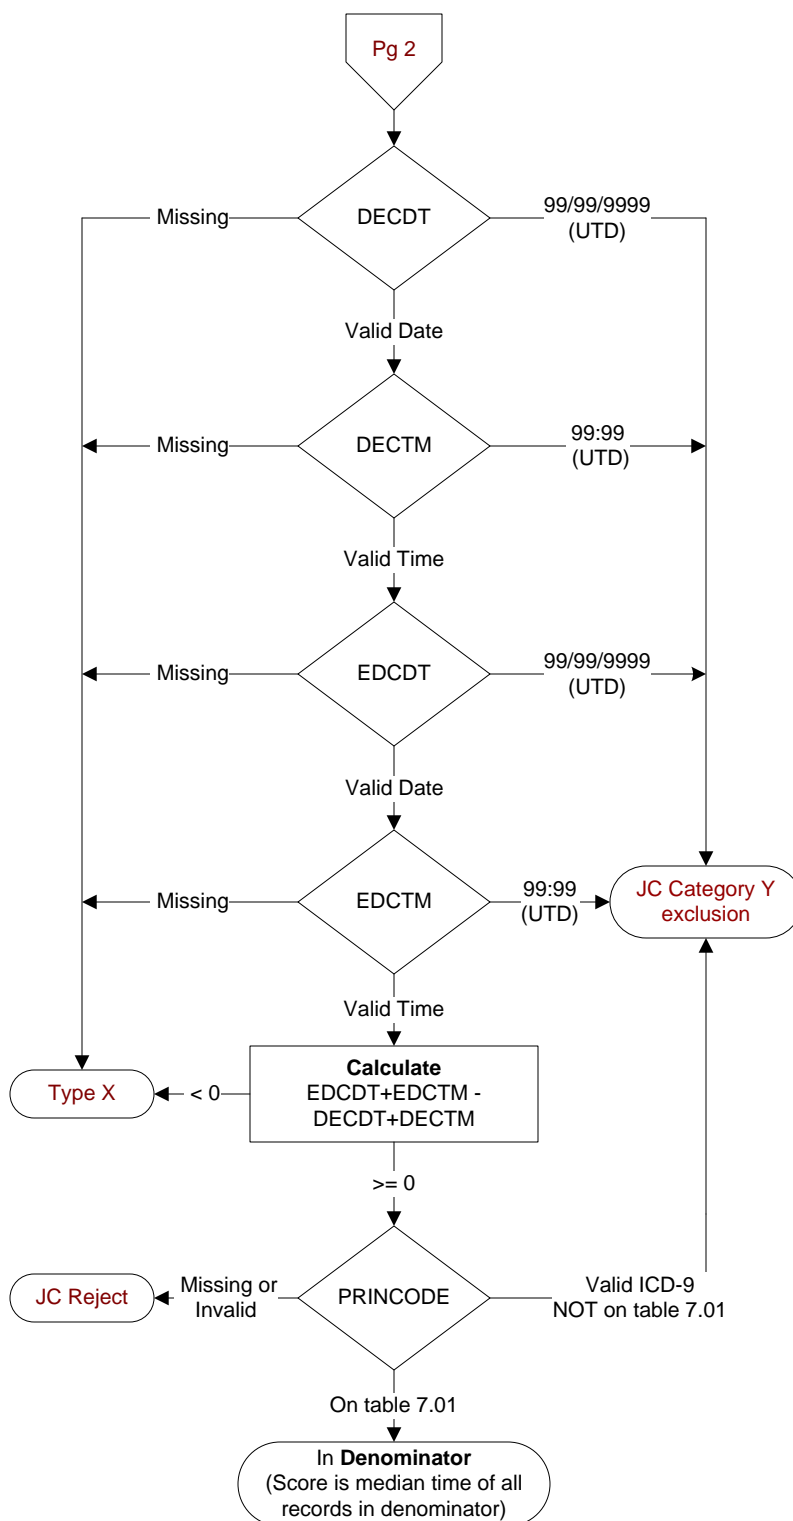 Pg 2
Missing
DECDT
99/99/9999
(UTD)
Valid Date
Missing
DECTM
99:99
(UTD)
Valid Time
Missing
EDCDT
99/99/9999
(UTD)
Valid Date
Missing
EDCTM
99:99
(UTD)
JC Category Y
exclusion
Valid Time
Type X
< 0
Calculate
EDCDT+EDCTM -
DECDT+DECTM
>= 0
JC Reject
Missing or
Invalid
PRINCODE
Valid ICD-9
NOT on table 7.01
On table 7.01
In Denominator
(Score is median time of all
records in denominator)